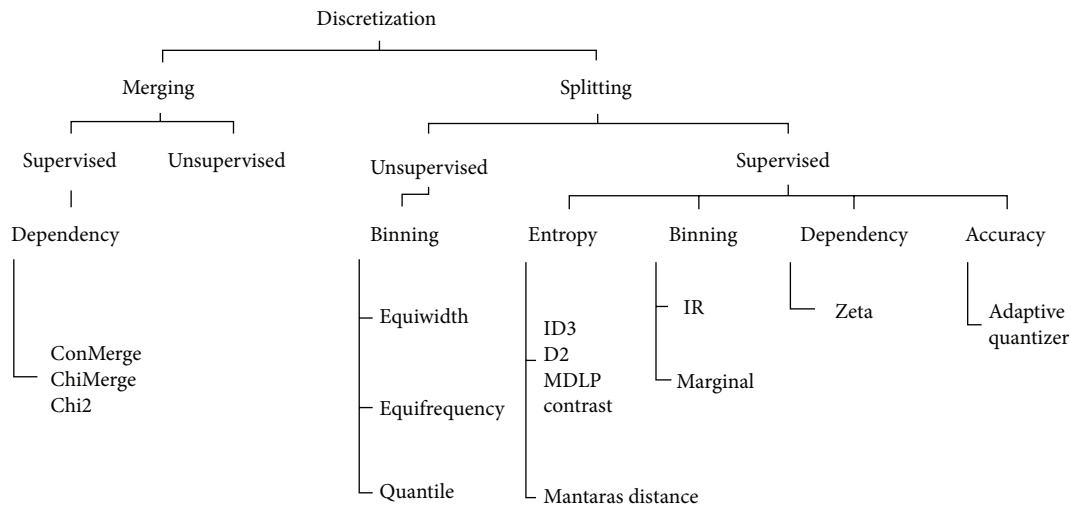 Discretization
Merging
Splitting
Supervised
Unsupervised
Unsupervised
Supervised
Dependency
Binning
Entropy
Binning
Dependency
Accuracy
ConMerge
ChiMerge
Chi2
Equiwidth
Equifrequency
Quantile
ID3
D2
MDLP
contrast
Mantaras distance
IR
Marginal
Zeta
Adaptive
quantizer